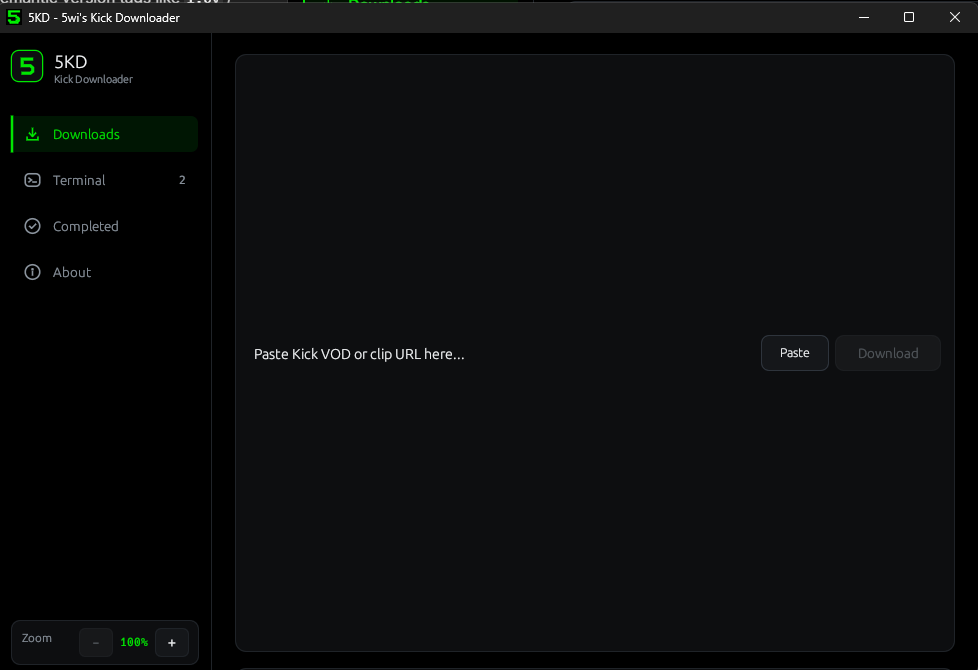 5KD - 5wi's Kick Downloader
5
5KD
Kick Downloader
Downloads
Terminal 2
Completed
About
Paste Kick VOD or clip URL here...
Paste Download
Zoom - 100% +